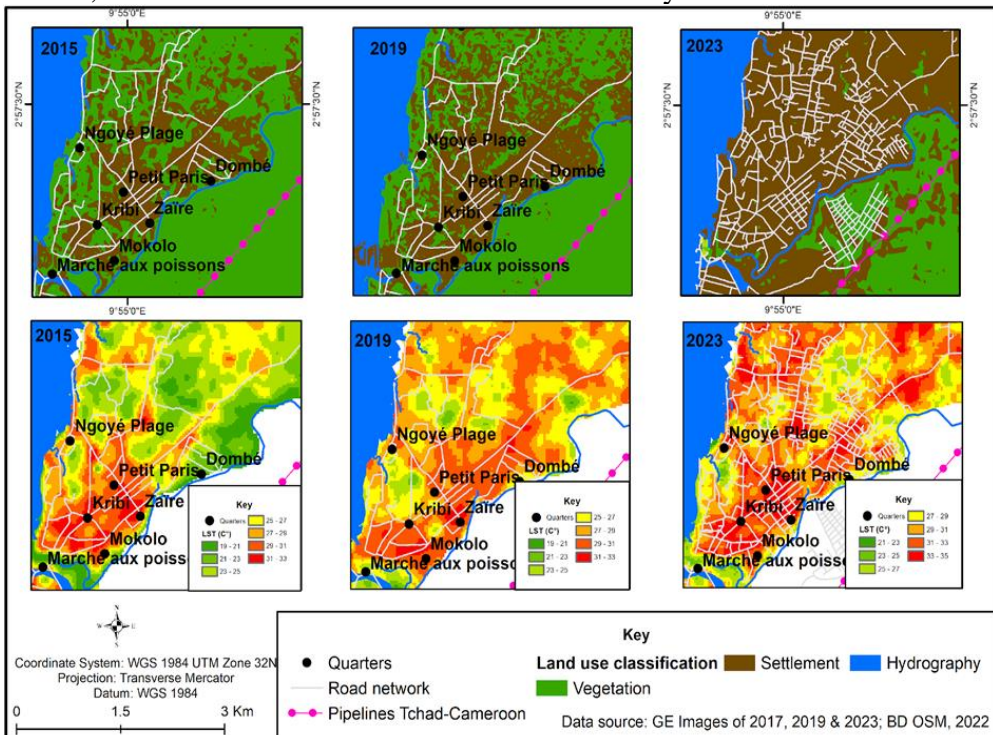 9°55'0"E
9°55'0"E
2015
2019
2023
2°57'30"N
2°57'30"N
Ngoyé Plage
Petit Paris
Dombé
Kribi
Zaïre
Mokolo
Marché aux poissons
Ngoyé Plage
Petit Paris
Dombé
Kribi
Zaïre
Mokolo
Marché aux poissons
9°55'0"E
9°55'0"E
2015
2019
2023
Ngoyé Plage
Petit Paris
Dombé
Kribi
Zaïre
Mokolo
Marché aux poiss
Key
Quarters
LST (C°)
19 - 21
21 - 23
23 - 25
25 - 27
27 - 29
29 - 31
31 - 33
Ngoyé Plage
Petit Paris
Dombé
Kribi
Zaïre
Mokolo
Marché aux poiss
Key
Quarters
LST (C°)
19 - 21
21 - 23
23 - 25
25 - 27
27 - 29
29 - 31
31 - 33
Ngoyé Plage
Petit Paris
Dombé
Kribi
Zaïre
Mokolo
Marché aux poiss
Key
Quarters
LST (C°)
21 - 23
23 - 25
25 - 27
27 - 29
29 - 31
31 - 33
33 - 35
N
S
Coordinate System: WGS 1984 UTM Zone 32N
Projection: Transverse Mercator
Datum: WGS 1984
0 1.5 3 Km
Key
Quarters
Road network
Pipelines Tchad-Cameroon
Land use classification
Settlement
Hydrography
Vegetation
Data source: GE Images of 2017, 2019 & 2023; BD OSM, 2022